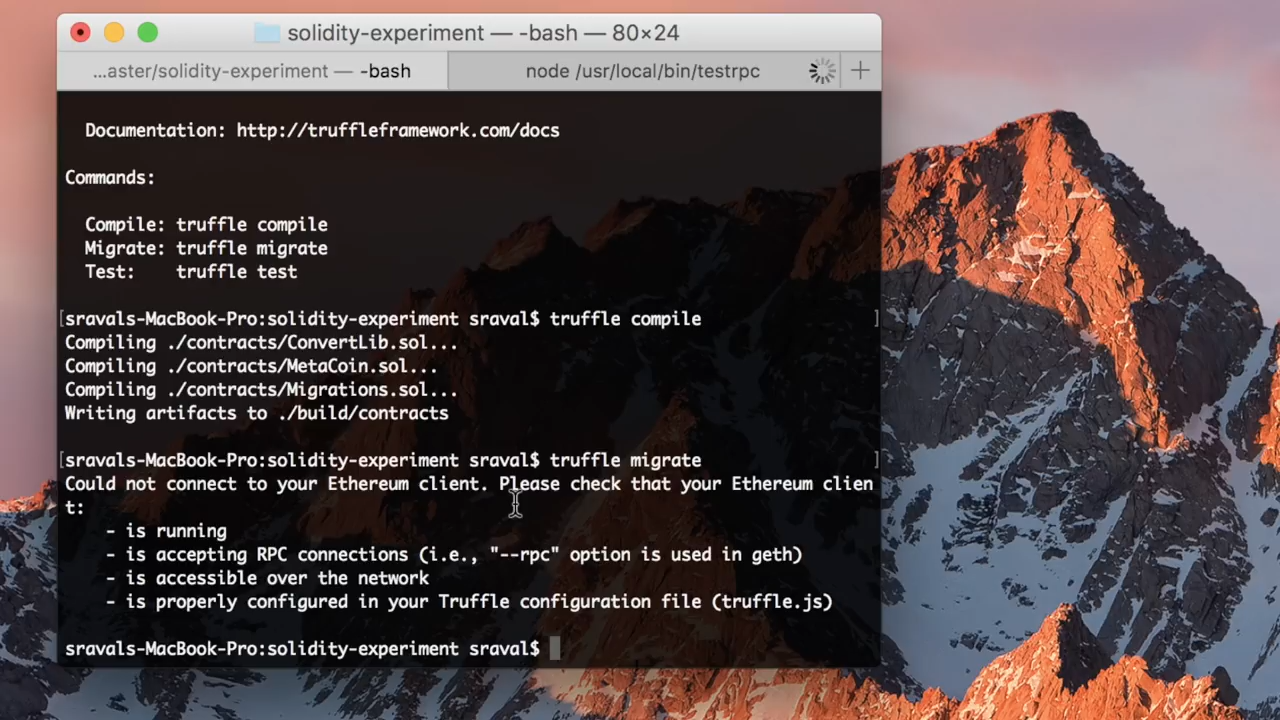 solidity-experiment — -bash — 80×24
...aster/solidity-experiment — -bash
node /usr/local/bin/testrpc
Documentation: http://truffleframework.com/docs
Commands:
Compile: truffle compile
Migrate: truffle migrate
Test:    truffle test
[sravals-MacBook-Pro:solidity-experiment sraval$ truffle compile ]
Compiling ./contracts/ConvertLib.sol...
Compiling ./contracts/MetaCoin.sol...
Compiling ./contracts/Migrations.sol...
Writing artifacts to ./build/contracts
[sravals-MacBook-Pro:solidity-experiment sraval$ truffle migrate ]
Could not connect to your Ethereum client. Please check that your Ethereum clien
t:
- is running
- is accepting RPC connections (i.e., "--rpc" option is used in geth)
- is accessible over the network
- is properly configured in your Truffle configuration file (truffle.js)
sravals-MacBook-Pro:solidity-experiment sraval$